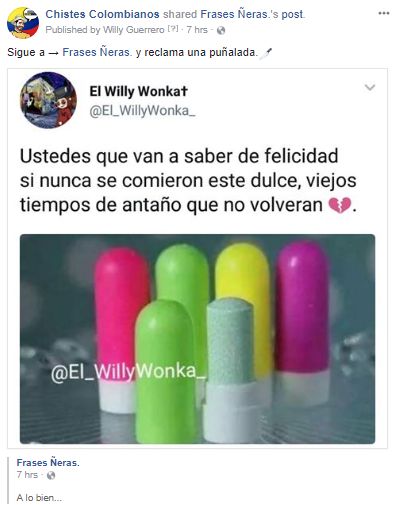 Chistes Colombianos shared Frases Ñeras.'s post.
Published by Willy Guerrero [?] · 7 hrs ·
Sigue a → Frases Ñeras. y reclama una puñalada.🔪
El Willy Wonka✝
@El_WillyWonka_
Ustedes que van a saber de felicidad
si nunca se comieron este dulce, viejos
tiempos de antaño que no volveran 💔.
@El_WillyWonka_
Frases Ñeras.
7 hrs ·
A lo bien...